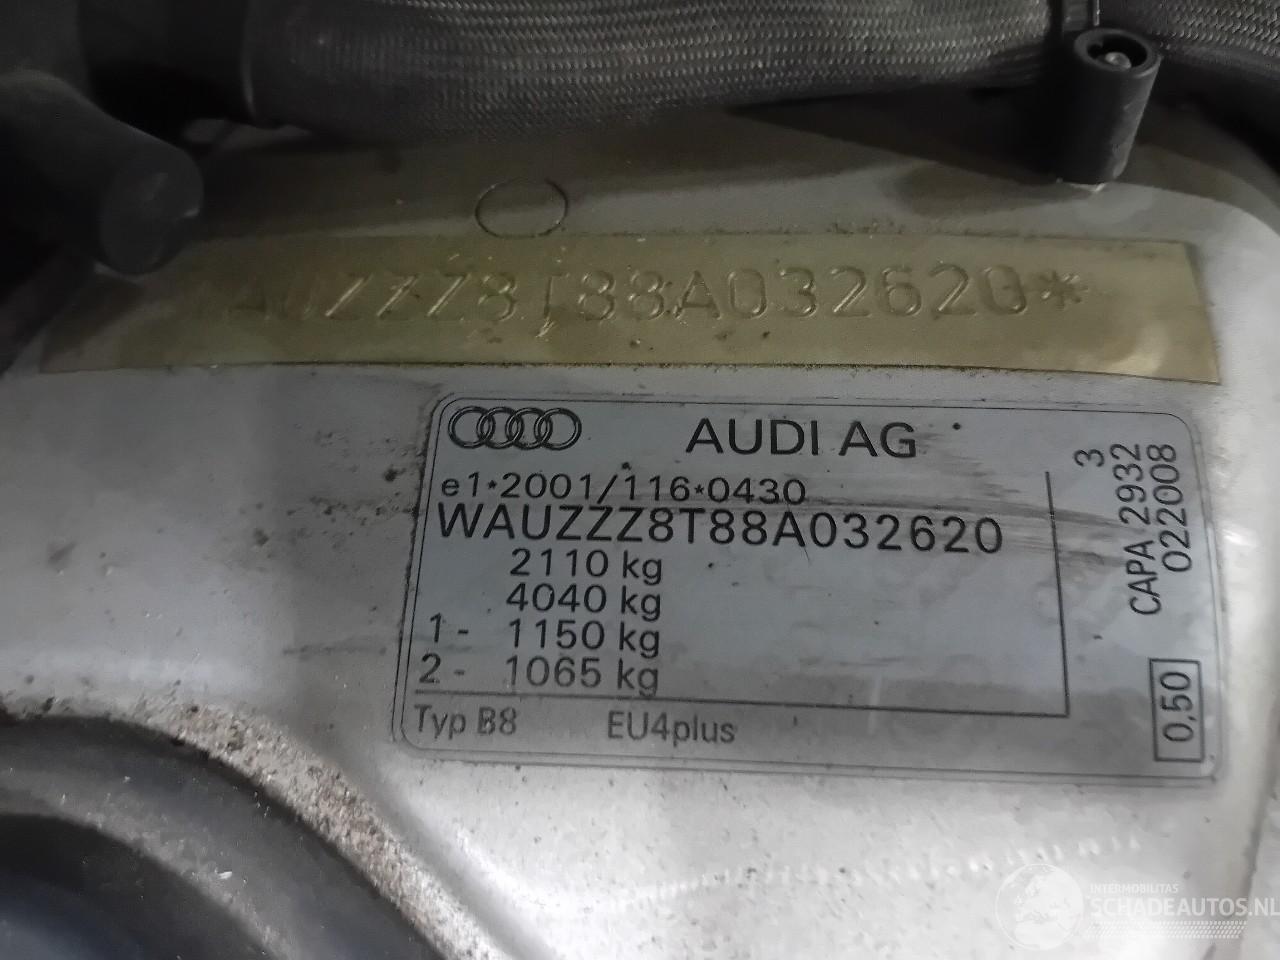 AUZZZ8T88A032620*
AUDI AG
e1*2001/116*0430
WAUZZZ8T88A032620
2110 kg
4040 kg
1 - 1150 kg
2 - 1065 kg
Typ B8 EU4plus
3
CAPA 2932
022008
0,50
INTERMOBILITAS
SCHADEAUTOS.NL